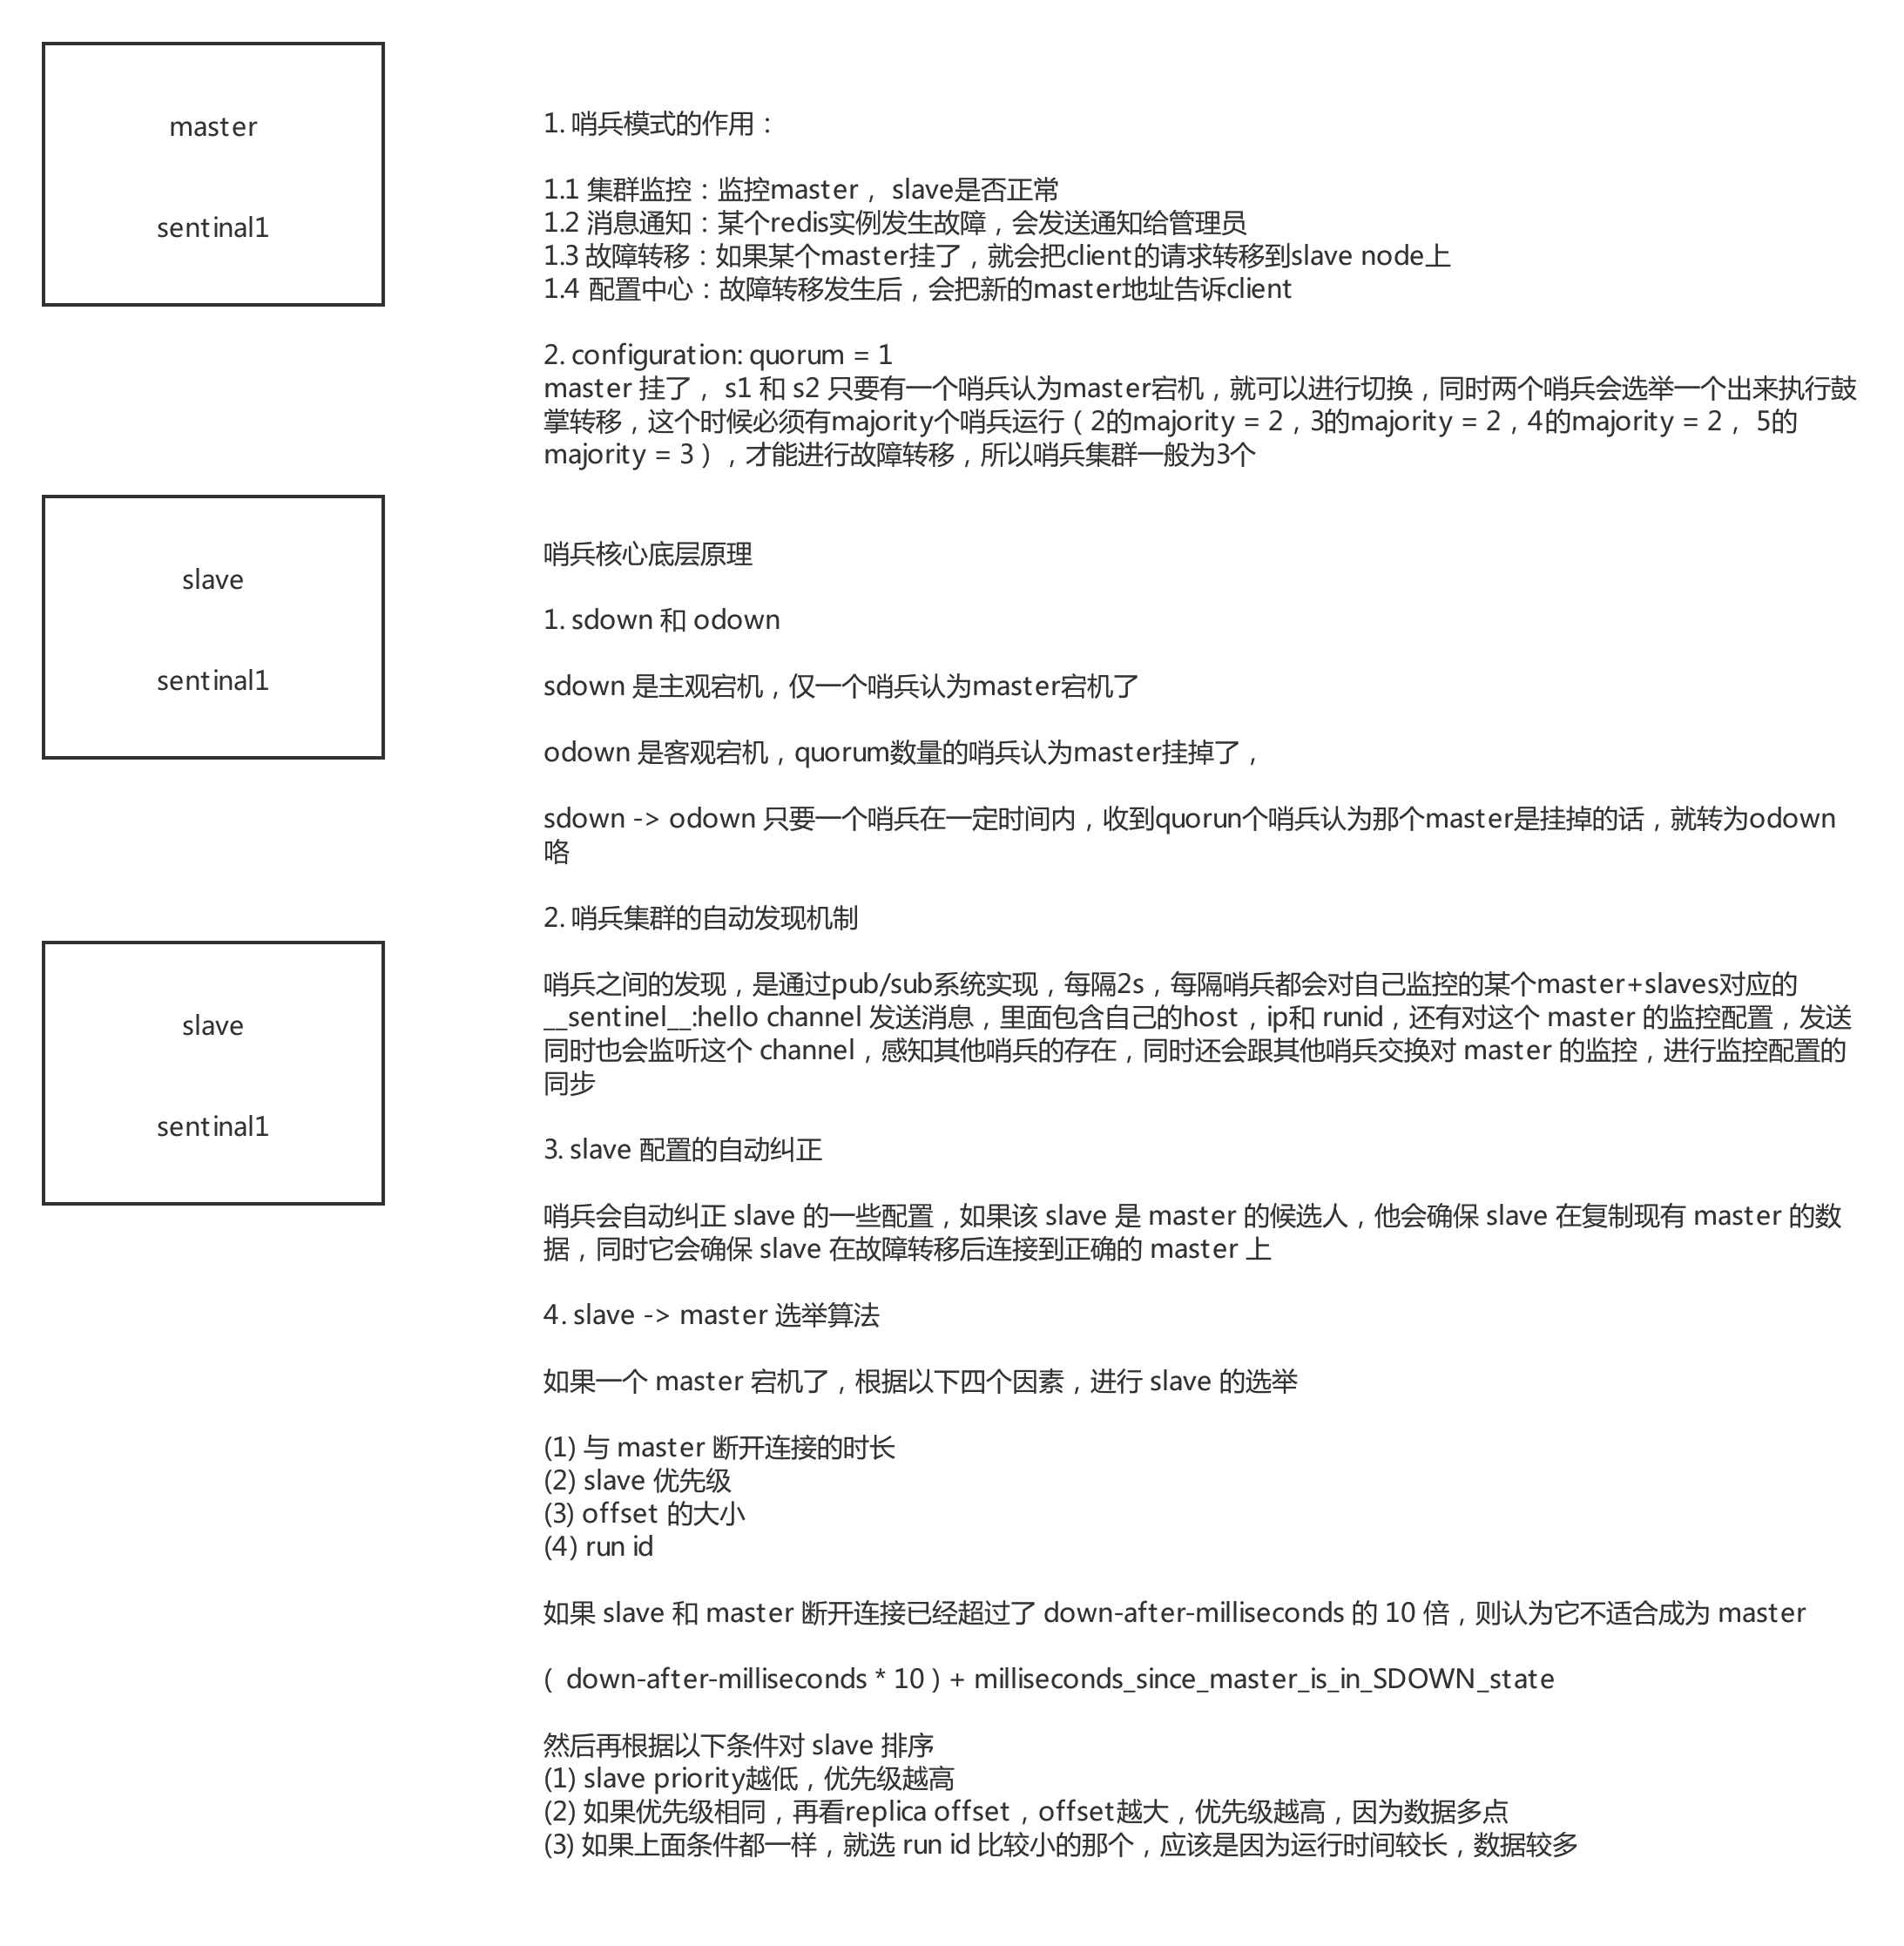 master
sentinal1
slave
sentinal1
slave
sentinal1
1. 哨兵模式的作用：
1.1 集群监控：监控master， slave是否正常
1.2 消息通知：某个redis实例发生故障，会发送通知给管理员
1.3 故障转移：如果某个master挂了，就会把client的请求转移到slave node上
1.4 配置中心：故障转移发生后，会把新的master地址告诉client
2. configuration: quorum = 1
master 挂了， s1 和 s2 只要有一个哨兵认为master宕机，就可以进行切换，同时两个哨兵会选举一个出来执行鼓
掌转移，这个时候必须有majority个哨兵运行（2的majority = 2，3的majority = 2，4的majority = 2， 5的
majority = 3），才能进行故障转移，所以哨兵集群一般为3个
哨兵核心底层原理
1. sdown 和 odown
sdown 是主观宕机，仅一个哨兵认为master宕机了
odown 是客观宕机，quorum数量的哨兵认为master挂掉了，
sdown -> odown 只要一个哨兵在一定时间内，收到quorun个哨兵认为那个master是挂掉的话，就转为odown
咯
2. 哨兵集群的自动发现机制
哨兵之间的发现，是通过pub/sub系统实现，每隔2s，每隔哨兵都会对自己监控的某个master+slaves对应的
__sentinel__:hello channel 发送消息，里面包含自己的host，ip和 runid，还有对这个 master 的监控配置，发送
同时也会监听这个 channel，感知其他哨兵的存在，同时还会跟其他哨兵交换对 master 的监控，进行监控配置的
同步
3. slave 配置的自动纠正
哨兵会自动纠正 slave 的一些配置，如果该 slave 是 master 的候选人，他会确保 slave 在复制现有 master 的数
据，同时它会确保 slave 在故障转移后连接到正确的 master 上
4. slave -> master 选举算法
如果一个 master 宕机了，根据以下四个因素，进行 slave 的选举
(1) 与 master 断开连接的时长
(2) slave 优先级
(3) offset 的大小
(4) run id
如果 slave 和 master 断开连接已经超过了 down-after-milliseconds 的 10 倍，则认为它不适合成为 master
( down-after-milliseconds * 10 ) + milliseconds_since_master_is_in_SDOWN_state
然后再根据以下条件对 slave 排序
(1) slave priority越低，优先级越高
(2) 如果优先级相同，再看replica offset，offset越大，优先级越高，因为数据多点
(3) 如果上面条件都一样，就选 run id 比较小的那个，应该是因为运行时间较长，数据较多